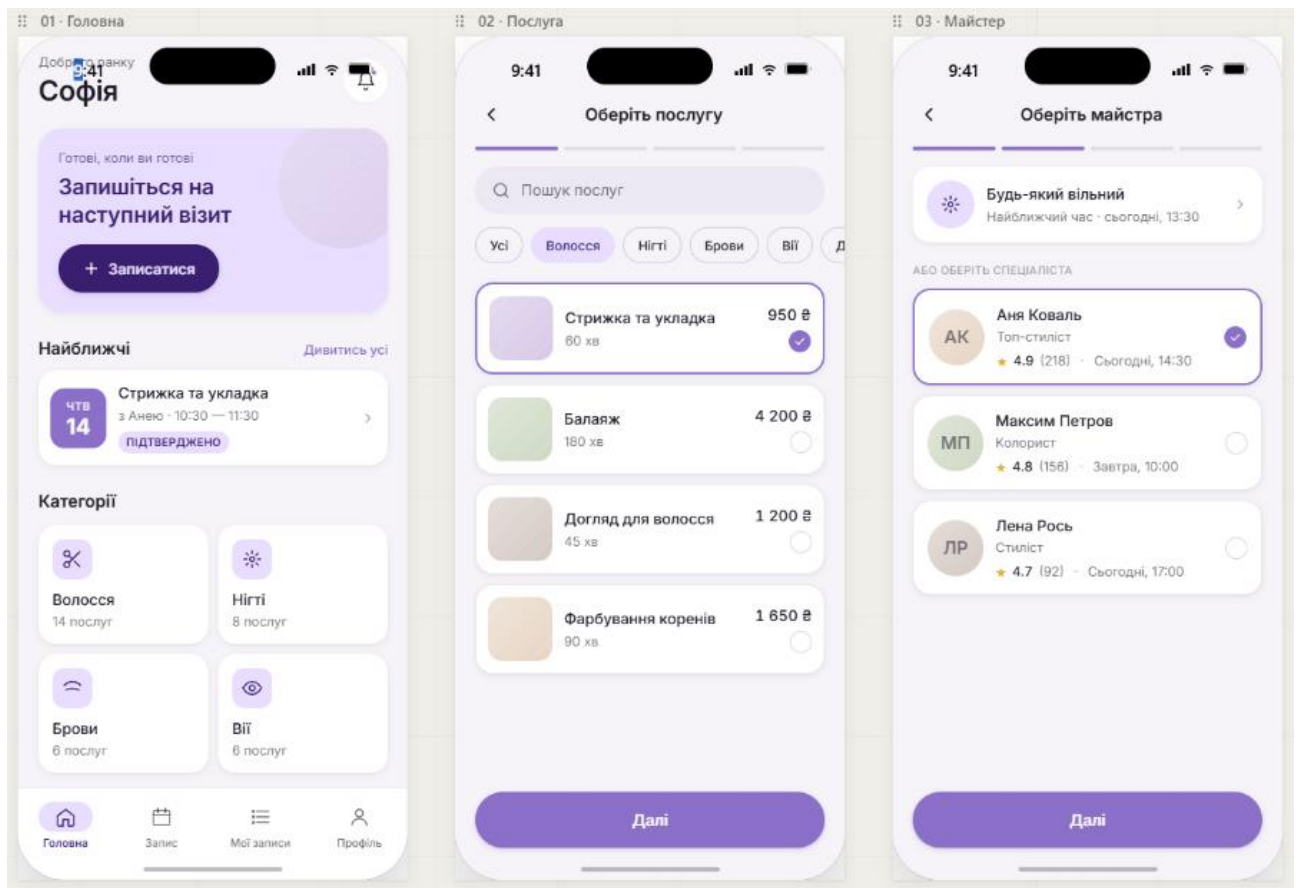 01 · Головна
Доброго ранку
9:41
Софія
Готові, коли ви готові
Запишіться на
наступний візит
+ Записатися
Найближчі
Дивитись усі
ЧТВ
14
Стрижка та укладка
з Анею · 10:30 — 11:30
ПІДТВЕРДЖЕНО
Категорії
Волосся
14 послуг
Нігті
8 послуг
Брови
6 послуг
Вії
6 послуг
Головна
Запис
Мої записи
Профіль
02 · Послуга
9:41
Оберіть послугу
Пошук послуг
Усі
Волосся
Нігті
Брови
Вії
Стрижка та укладка
950 ₴
60 хв
Балаяж
4 200 ₴
180 хв
Догляд для волосся
1 200 ₴
45 хв
Фарбування коренів
1 650 ₴
90 хв
Далі
03 · Майстер
9:41
Оберіть майстра
Будь-який вільний
Найближчий час · сьогодні, 13:30
АБО ОБЕРІТЬ СПЕЦІАЛІСТА
АК
Аня Коваль
Топ-стиліст
★ 4.9 (218) · Сьогодні, 14:30
МП
Максим Петров
Колорист
★ 4.8 (156) · Завтра, 10:00
ЛР
Лена Рось
Стиліст
★ 4.7 (92) · Сьогодні, 17:00
Далі